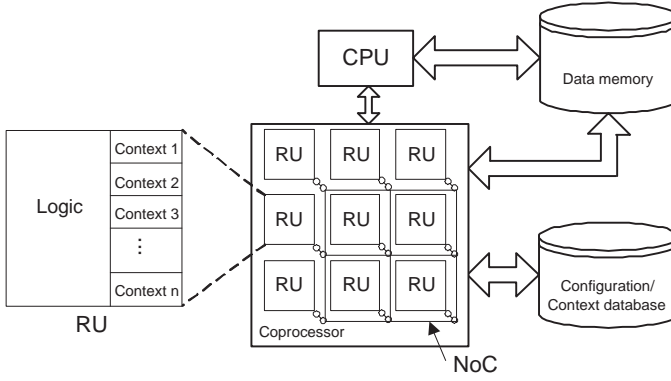 CPU
Data memory
RU RU RU
Context 1
Context 2
Logic
Context 3
RU RU RU
⋮
Context n
RU RU RU
Configuration/
Context database
RU
Coprocessor
NoC